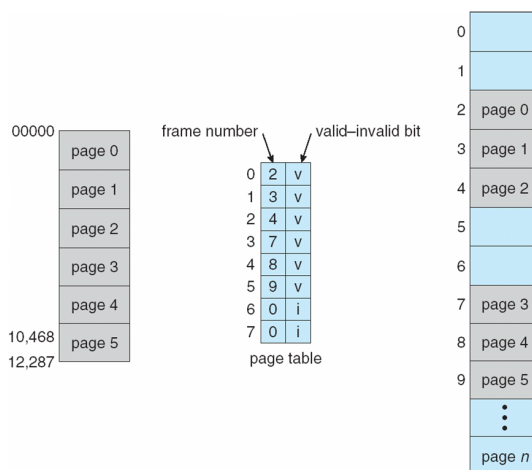 00000
page 0
page 1
page 2
page 3
page 4
page 5
10,468
12,287
frame number
valid–invalid bit
0 2 v
1 3 v
2 4 v
3 7 v
4 8 v
5 9 v
6 0 i
7 0 i
page table
0
1
2 page 0
3 page 1
4 page 2
5
6
7 page 3
8 page 4
9 page 5
page n